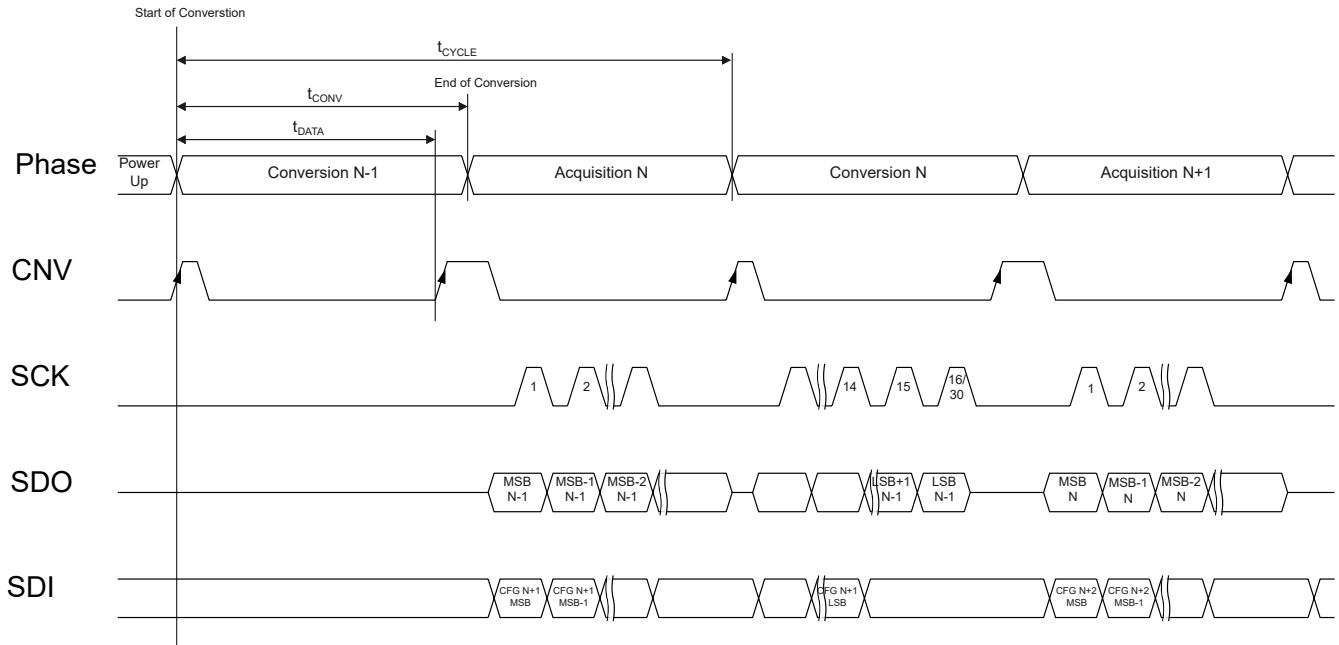 Start of Converstion
tCYCLE
End of Conversion
tCONV
tDATA
Phase
Power
Up
Conversion N-1
Acquisition N
Conversion N
Acquisition N+1
CNV
SCK
1
2
14
15
16/
30
1
2
SDO
MSB
N-1
MSB-1
N-1
MSB-2
N-1
LSB+1
N-1
LSB
N-1
MSB
N
MSB-1
N
MSB-2
N
SDI
CFG N+1
MSB
CFG N+1
MSB-1
CFG N+1
LSB
CFG N+2
MSB
CFG N+2
MSB-1